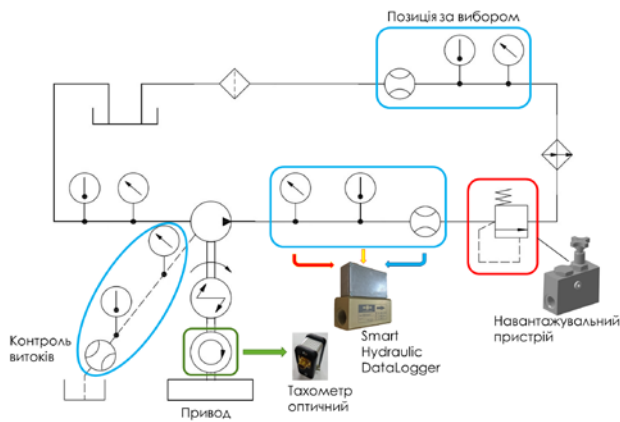 Позиція за вибором
Контроль
витоків
Привод
Тахометр
оптичний
Smart
Hydraulic
DataLogger
Навантажувальний
пристрій